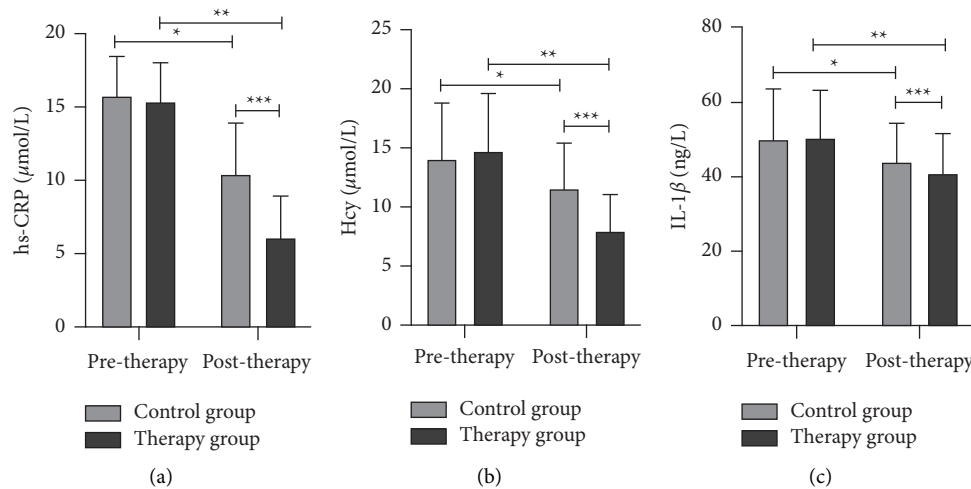 20
15
10
5
0
hs-CRP (μmol/L)
*
**
***
Pre-therapy Post-therapy
Control group
Therapy group
(a)
25
20
15
10
5
0
Hcy (μmol/L)
*
**
***
Pre-therapy Post-therapy
Control group
Therapy group
(b)
80
60
40
20
0
IL-1β (ng/L)
*
**
***
Pre-therapy Post-therapy
Control group
Therapy group
(c)